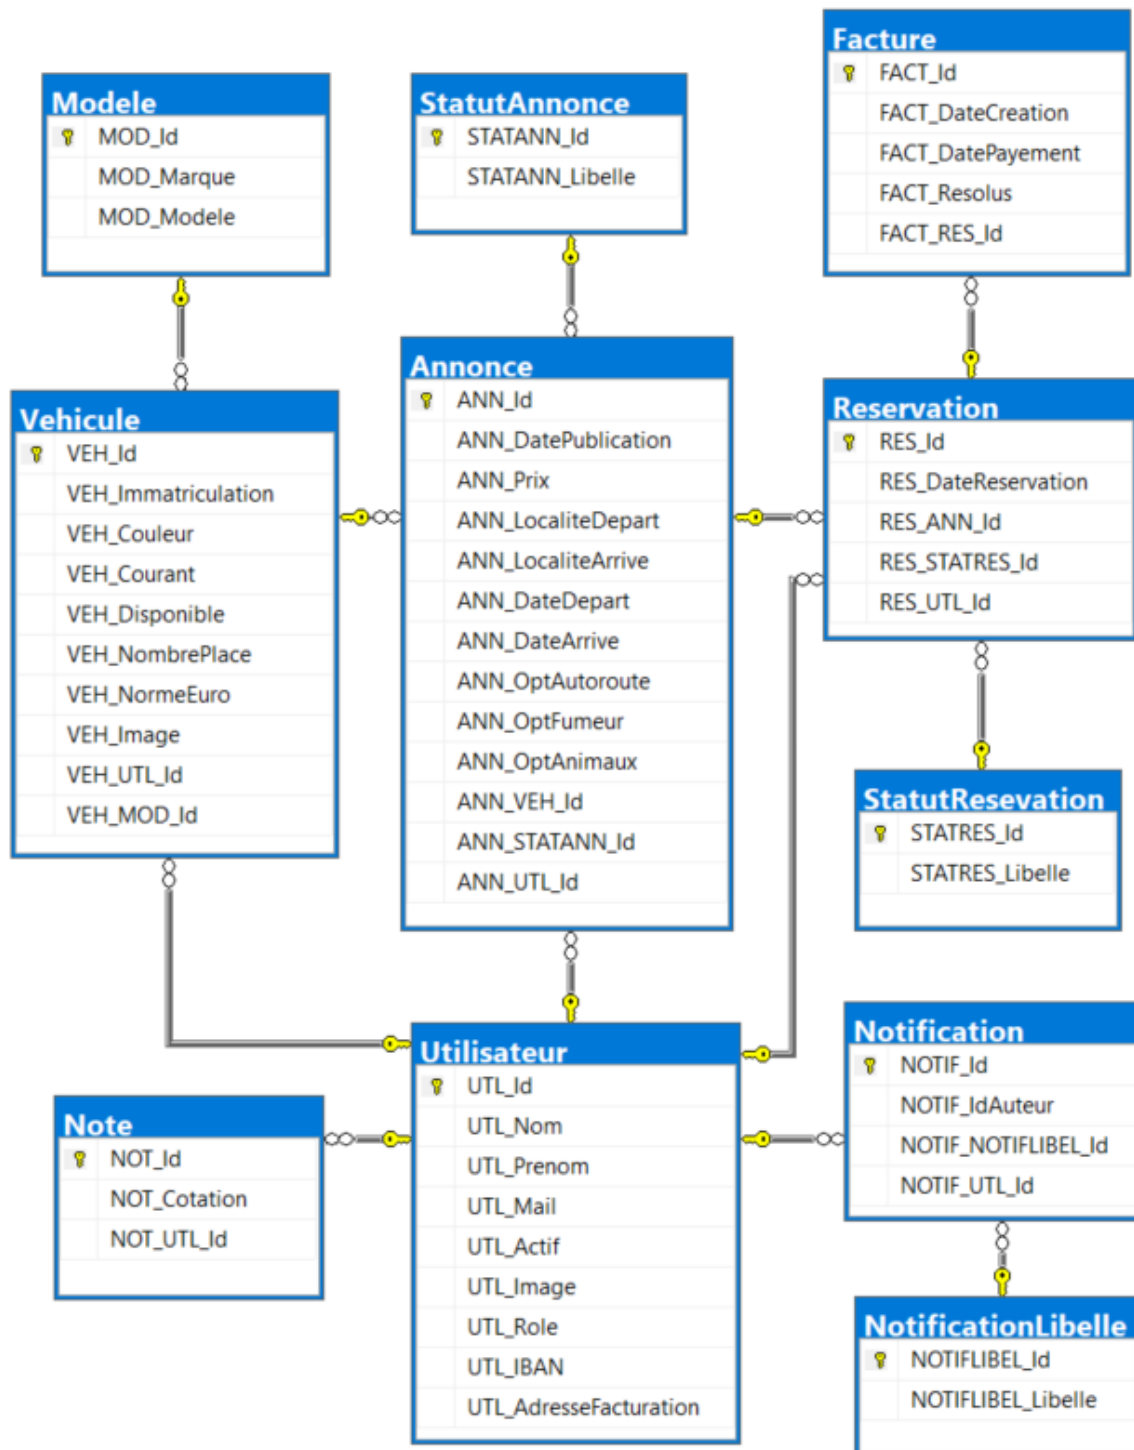 Modele
MOD_Id
MOD_Marque
MOD_Modele
StatutAnnonce
STATANN_Id
STATANN_Libelle
Facture
FACT_Id
FACT_DateCreation
FACT_DatePayement
FACT_Resolus
FACT_RES_Id
Vehicule
VEH_Id
VEH_Immatriculation
VEH_Couleur
VEH_Courant
VEH_Disponible
VEH_NombrePlace
VEH_NormeEuro
VEH_Image
VEH_UTL_Id
VEH_MOD_Id
Annonce
ANN_Id
ANN_DatePublication
ANN_Prix
ANN_LocaliteDepart
ANN_LocaliteArrive
ANN_DateDepart
ANN_DateArrive
ANN_OptAutoroute
ANN_OptFumeur
ANN_OptAnimaux
ANN_VEH_Id
ANN_STATANN_Id
ANN_UTL_Id
Reservation
RES_Id
RES_DateReservation
RES_ANN_Id
RES_STATRES_Id
RES_UTL_Id
StatutResevation
STATRES_Id
STATRES_Libelle
Note
NOT_Id
NOT_Cotation
NOT_UTL_Id
Utilisateur
UTL_Id
UTL_Nom
UTL_Prenom
UTL_Mail
UTL_Actif
UTL_Image
UTL_Role
UTL_IBAN
UTL_AdresseFacturation
Notification
NOTIF_Id
NOTIF_IdAuteur
NOTIF_NOTIFLIBEL_Id
NOTIF_UTL_Id
NotificationLibelle
NOTIFLIBEL_Id
NOTIFLIBEL_Libelle